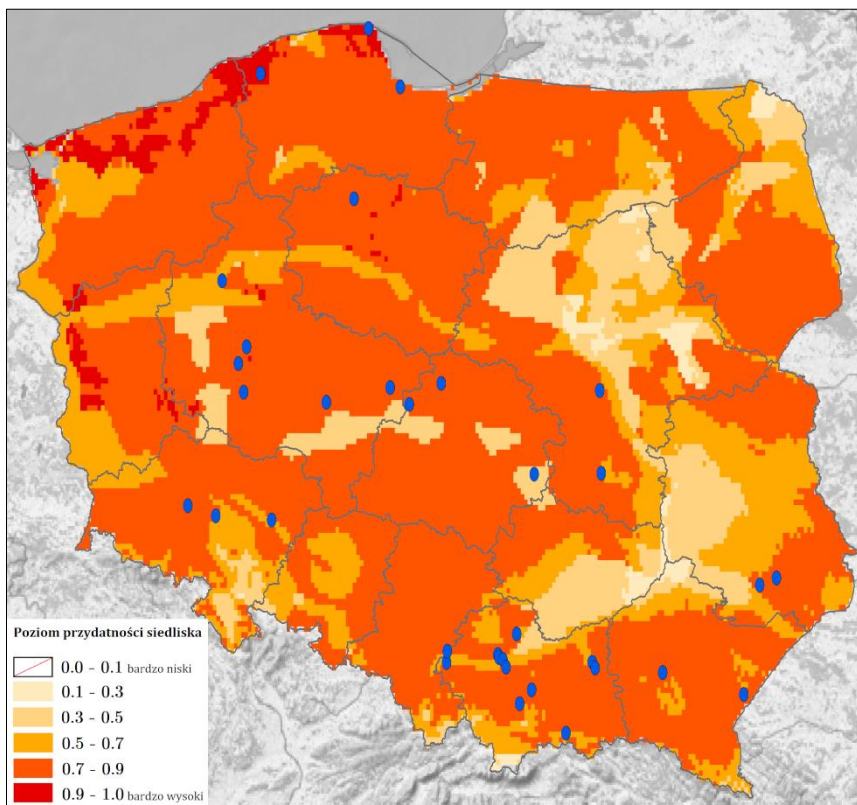 Poziom przydatności siedliska
0.0 - 0.1 bardzo niski
0.1 - 0.3
0.3 - 0.5
0.5 - 0.7
0.7 - 0.9
0.9 - 1.0 bardzo wysoki